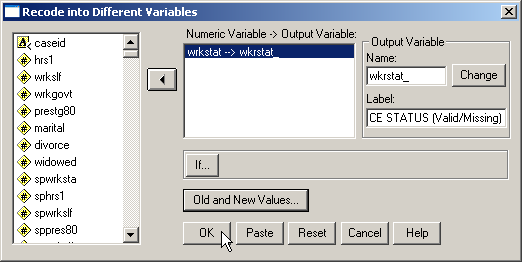 Recode into Different Variables
caseid
hrs1
wrkslf
wrkgovt
prestg80
marital
divorce
widowed
spwrksta
sphrs1
spwrkslf
sppres80
Numeric Variable -> Output Variable:
wrkstat --> wkrstat_
Output Variable
Name:
wkrstat_
Change
Label:
CE STATUS (Valid/Missing)
If...
Old and New Values...
OK
Paste
Reset
Cancel
Help